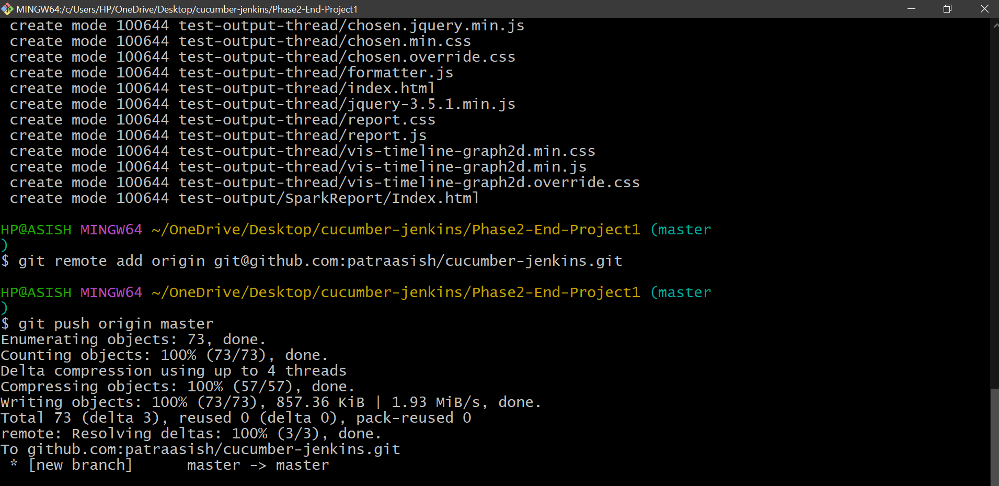 MINGW64:/c/Users/HP/OneDrive/Desktop/cucumber-jenkins/Phase2-End-Project1
 create mode 100644 test-output-thread/chosen.jquery.min.js
 create mode 100644 test-output-thread/chosen.min.css
 create mode 100644 test-output-thread/chosen.override.css
 create mode 100644 test-output-thread/formatter.js
 create mode 100644 test-output-thread/index.html
 create mode 100644 test-output-thread/jquery-3.5.1.min.js
 create mode 100644 test-output-thread/report.css
 create mode 100644 test-output-thread/report.js
 create mode 100644 test-output-thread/vis-timeline-graph2d.min.css
 create mode 100644 test-output-thread/vis-timeline-graph2d.min.js
 create mode 100644 test-output-thread/vis-timeline-graph2d.override.css
 create mode 100644 test-output/SparkReport/Index.html
HP@ASISH MINGW64 ~/OneDrive/Desktop/cucumber-jenkins/Phase2-End-Project1 (master
)
$ git remote add origin git@github.com:patraasish/cucumber-jenkins.git
HP@ASISH MINGW64 ~/OneDrive/Desktop/cucumber-jenkins/Phase2-End-Project1 (master
)
$ git push origin master
Enumerating objects: 73, done.
Counting objects: 100% (73/73), done.
Delta compression using up to 4 threads
Compressing objects: 100% (57/57), done.
Writing objects: 100% (73/73), 857.36 KiB | 1.93 MiB/s, done.
Total 73 (delta 3), reused 0 (delta 0), pack-reused 0
remote: Resolving deltas: 100% (3/3), done.
To github.com:patraasish/cucumber-jenkins.git
 * [new branch]      master -> master